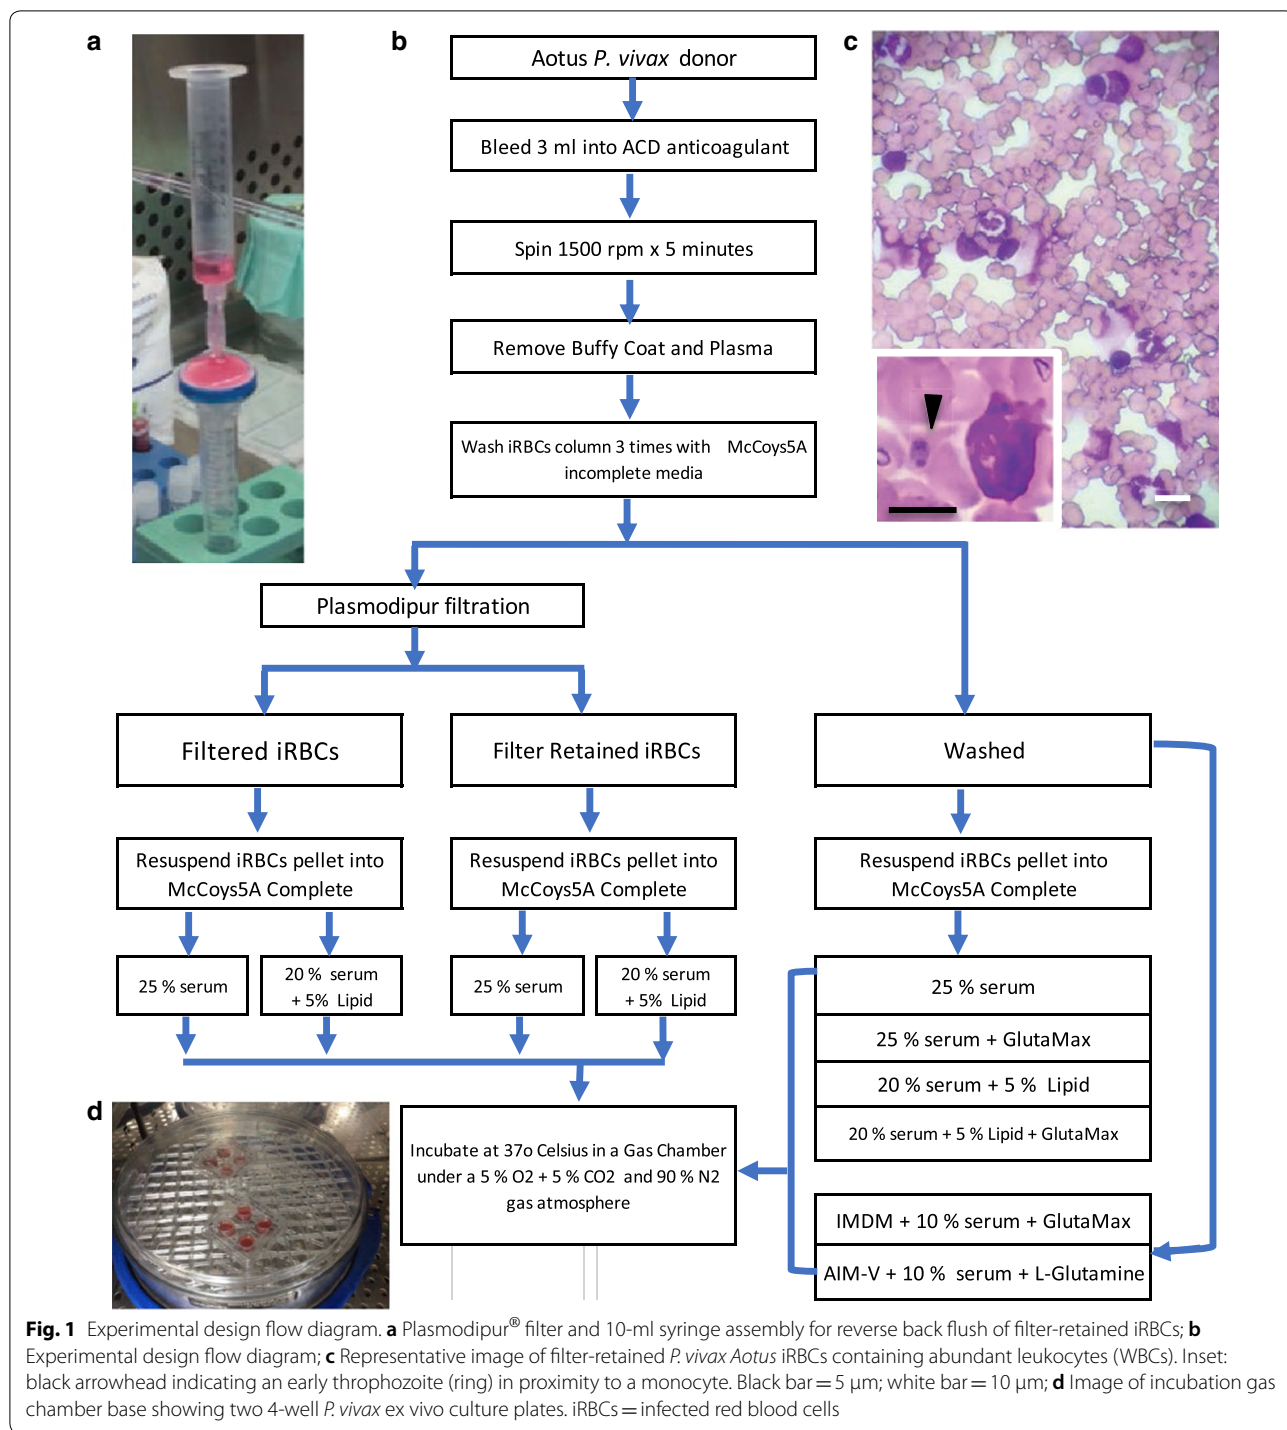 a
b
c
Aotus P. vivax donor
Bleed 3 ml into ACD anticoagulant
Spin 1500 rpm x 5 minutes
Remove Buffy Coat and Plasma
Wash iRBCs column 3 times with McCoys5A
incomplete media
Plasmodipur filtration
Filtered iRBCs
Filter Retained iRBCs
Washed
Resuspend iRBCs pellet into
McCoys5A Complete
Resuspend iRBCs pellet into
McCoys5A Complete
Resuspend iRBCs pellet into
McCoys5A Complete
25 % serum
20 % serum
+ 5% Lipid
25 % serum
20 % serum
+ 5% Lipid
25 % serum
25 % serum + GlutaMax
20 % serum + 5 % Lipid
20 % serum + 5 % Lipid + GlutaMax
IMDM + 10 % serum + GlutaMax
AIM-V + 10 % serum + L-Glutamine
d
Incubate at 37o Celsius in a Gas Chamber
under a 5 % O2 + 5 % CO2 and 90 % N2
gas atmosphere
Fig. 1 Experimental design flow diagram. a Plasmodipur® filter and 10-ml syringe assembly for reverse back flush of filter-retained iRBCs; b
Experimental design flow diagram; c Representative image of filter-retained P. vivax Aotus iRBCs containing abundant leukocytes (WBCs). Inset:
black arrowhead indicating an early throphozoite (ring) in proximity to a monocyte. Black bar = 5 µm; white bar = 10 µm; d Image of incubation gas
chamber base showing two 4-well P. vivax ex vivo culture plates. iRBCs = infected red blood cells